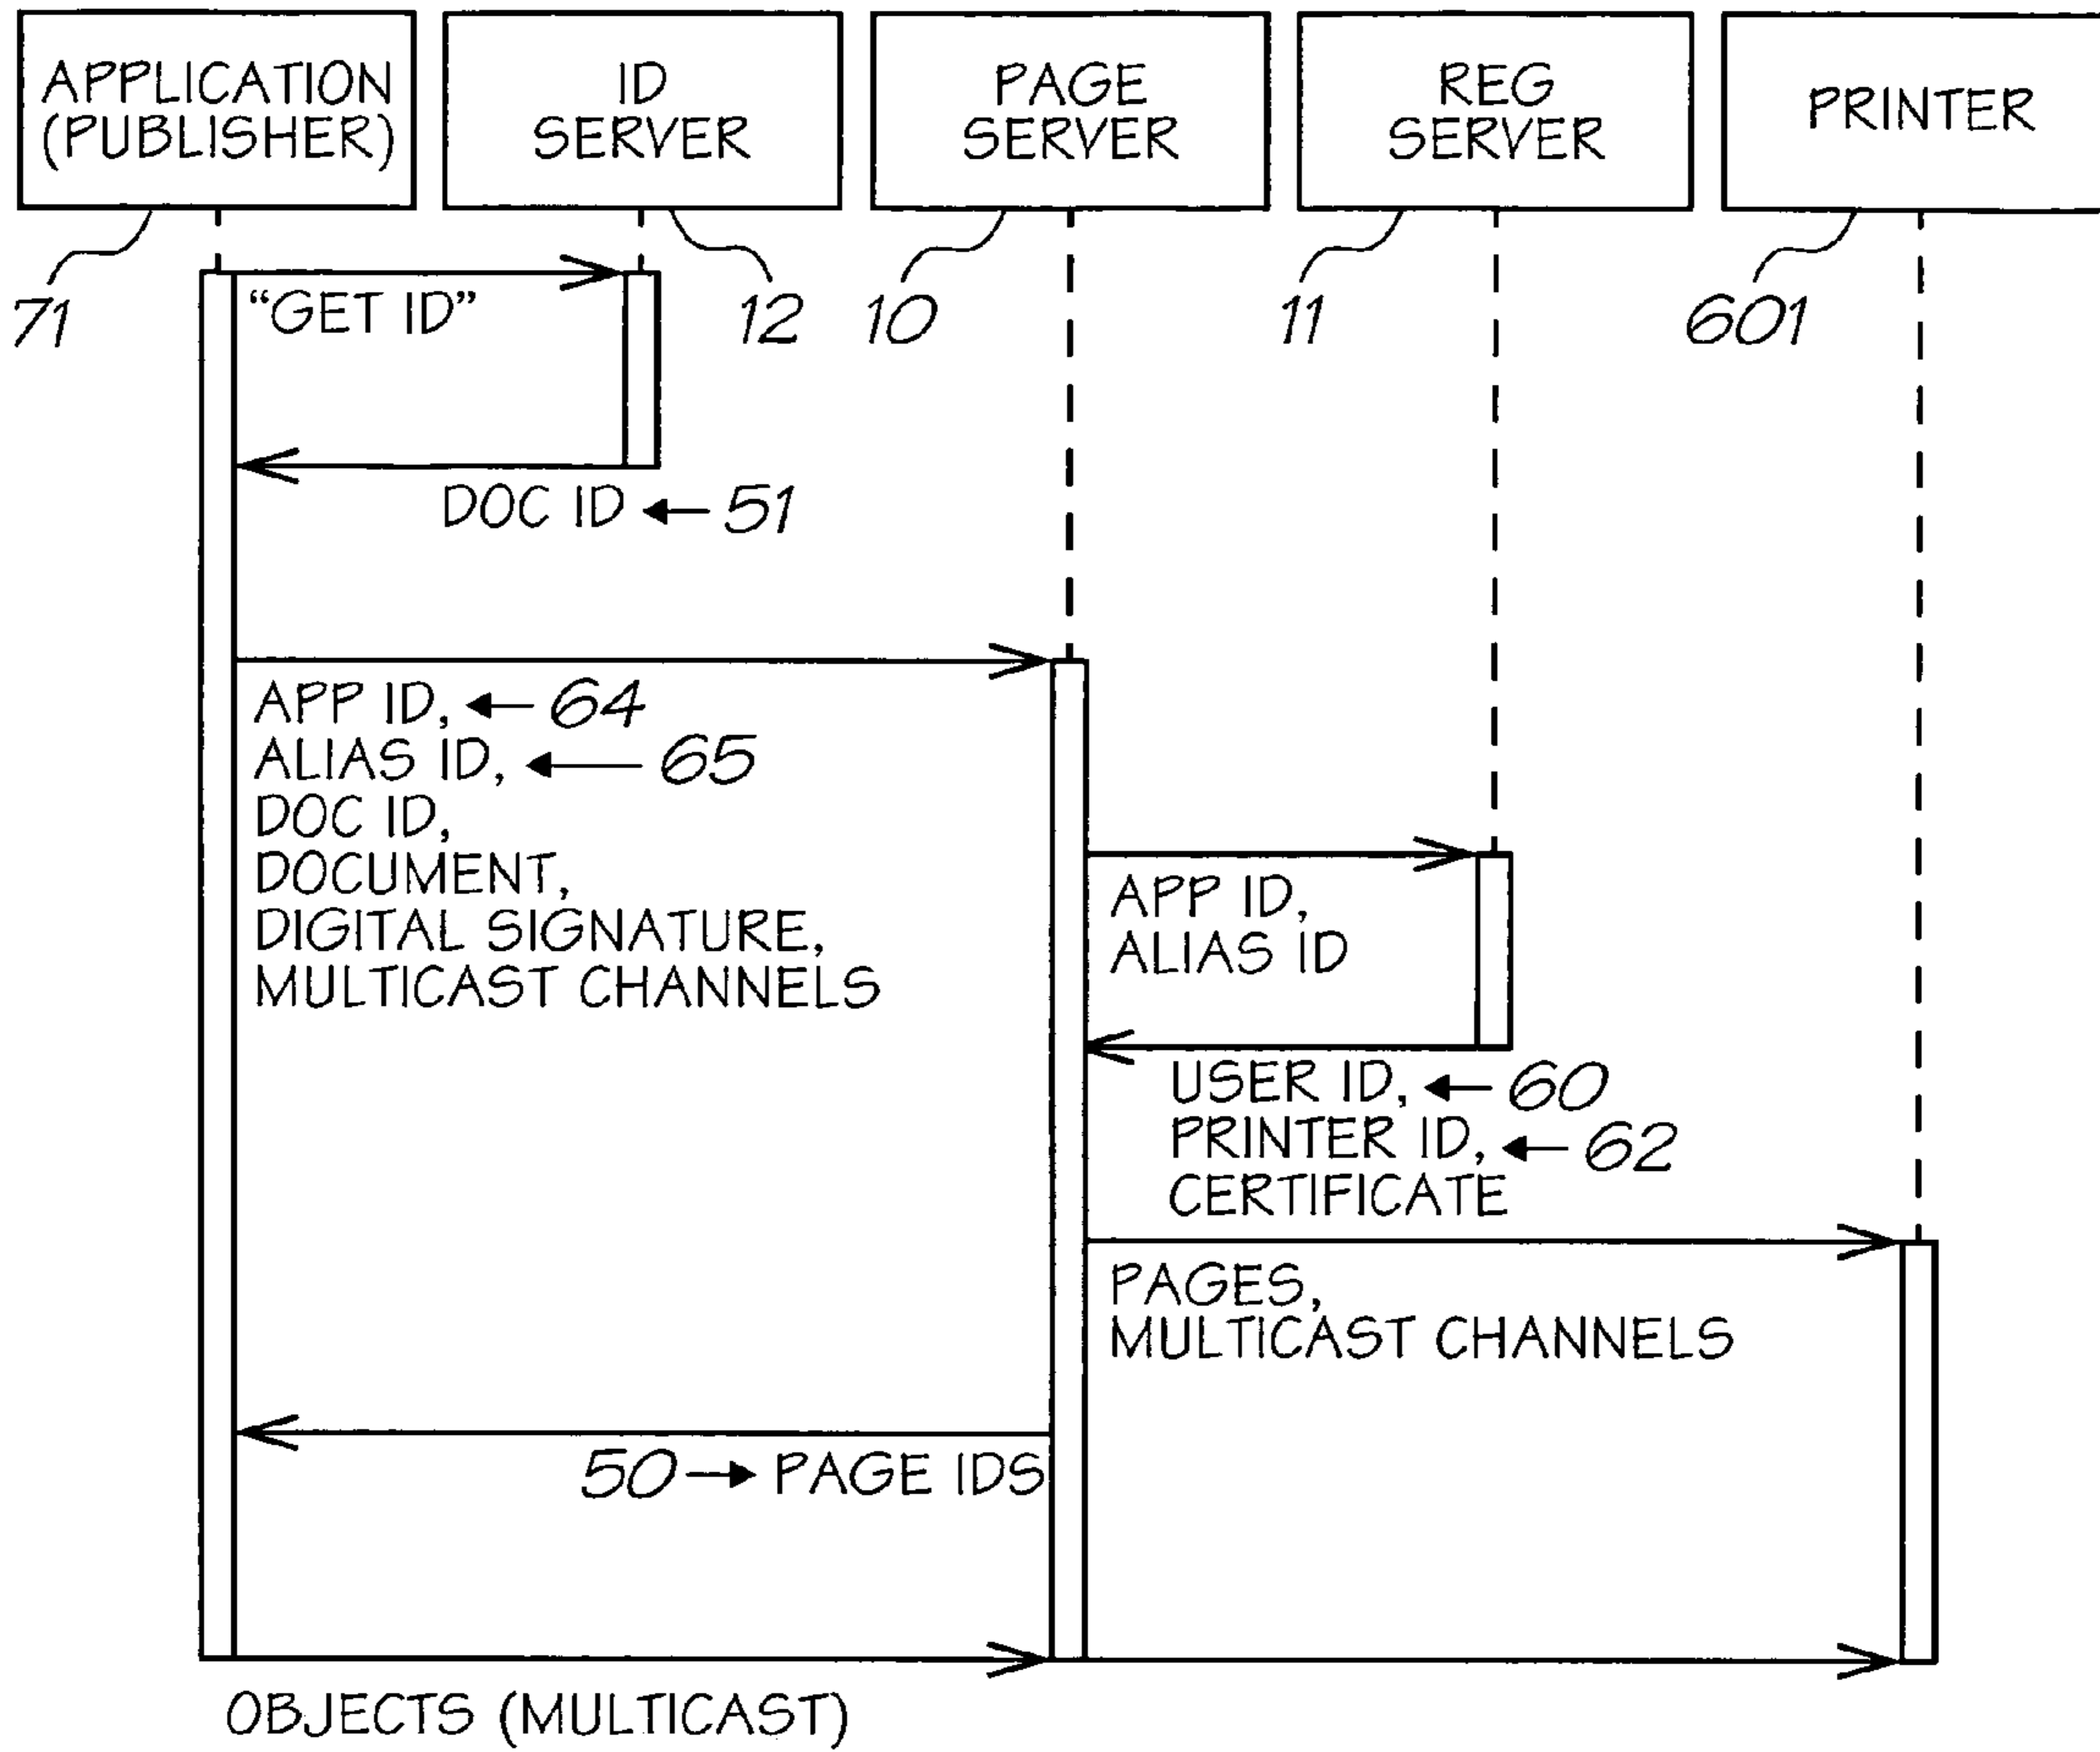 APPLICATION
(PUBLISHER)
ID
SERVER
PAGE
SERVER
REG
SERVER
PRINTER
71
12
10
11
601
“GET ID”
DOC ID
51
APP ID,
64
ALIAS ID,
65
DOC ID,
DOCUMENT,
DIGITAL SIGNATURE,
MULTICAST CHANNELS
APP ID,
ALIAS ID
USER ID,
60
PRINTER ID,
62
CERTIFICATE
PAGES,
MULTICAST CHANNELS
50
PAGE IDS
OBJECTS (MULTICAST)